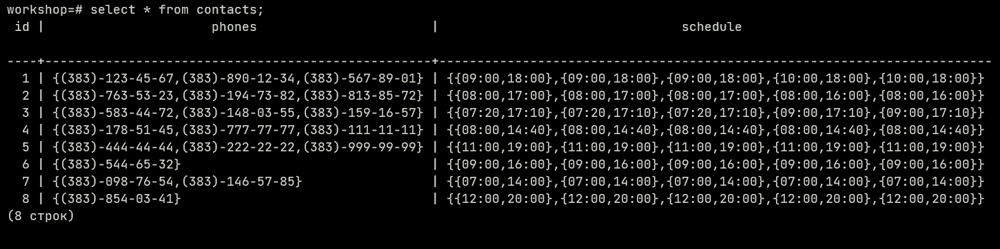 workshop=# select * from contacts;
 id |                      phones                       |                                schedule
----+---------------------------------------------------+-------------------------------------------------------------------------
  1 | {(383)-123-45-67,(383)-890-12-34,(383)-567-89-01} | {{09:00,18:00},{09:00,18:00},{09:00,18:00},{10:00,18:00},{10:00,18:00}}
  2 | {(383)-763-53-23,(383)-194-73-82,(383)-813-85-72} | {{08:00,17:00},{08:00,17:00},{08:00,17:00},{08:00,16:00},{08:00,16:00}}
  3 | {(383)-583-44-72,(383)-148-03-55,(383)-159-16-57} | {{07:20,17:10},{07:20,17:10},{07:20,17:10},{09:00,17:10},{09:00,17:10}}
  4 | {(383)-178-51-45,(383)-777-77-77,(383)-111-11-11} | {{08:00,14:40},{08:00,14:40},{08:00,14:40},{08:00,14:40},{08:00,14:40}}
  5 | {(383)-444-44-44,(383)-222-22-22,(383)-999-99-99} | {{11:00,19:00},{11:00,19:00},{11:00,19:00},{11:00,19:00},{11:00,19:00}}
  6 | {(383)-544-65-32}                                 | {{09:00,16:00},{09:00,16:00},{09:00,16:00},{09:00,16:00},{09:00,16:00}}
  7 | {(383)-098-76-54,(383)-146-57-85}                 | {{07:00,14:00},{07:00,14:00},{07:00,14:00},{07:00,14:00},{07:00,14:00}}
  8 | {(383)-854-03-41}                                 | {{12:00,20:00},{12:00,20:00},{12:00,20:00},{12:00,20:00},{12:00,20:00}}
(8 строк)